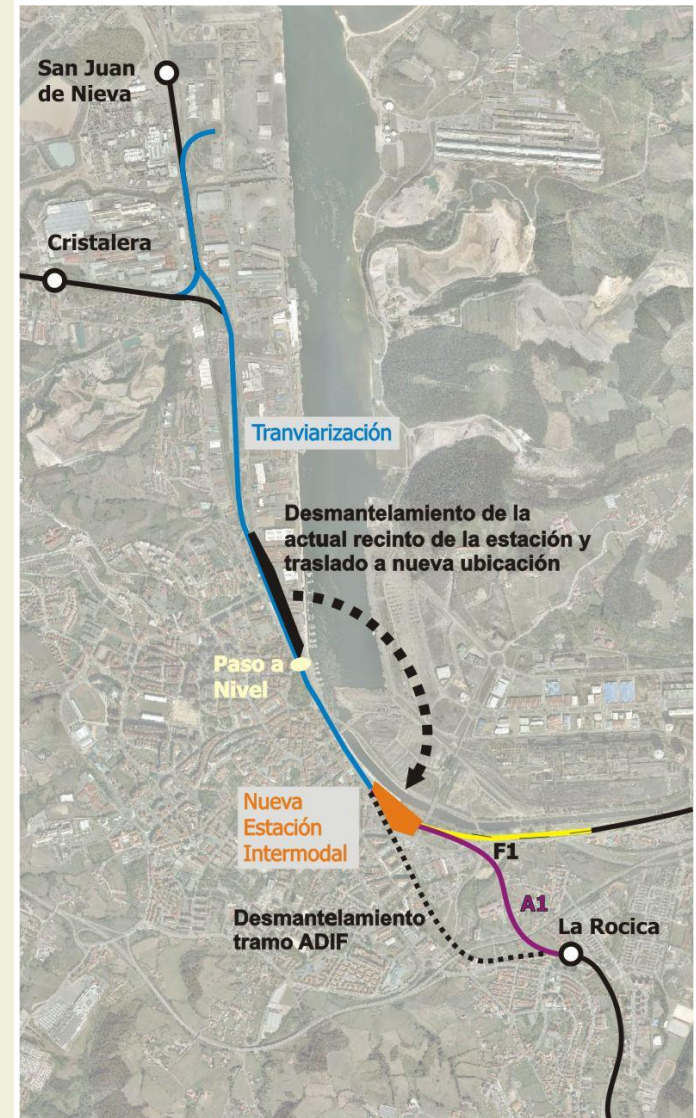 San Juan
de Nieva
Cristalera
Tranviarización
Desmantelamiento de la
actual recinto de la estación y
traslado a nueva ubicación
Paso a
Nivel
Nueva
Estación
Intermodal
F1
A1
La Rocica
Desmantelamiento
tramo ADIF